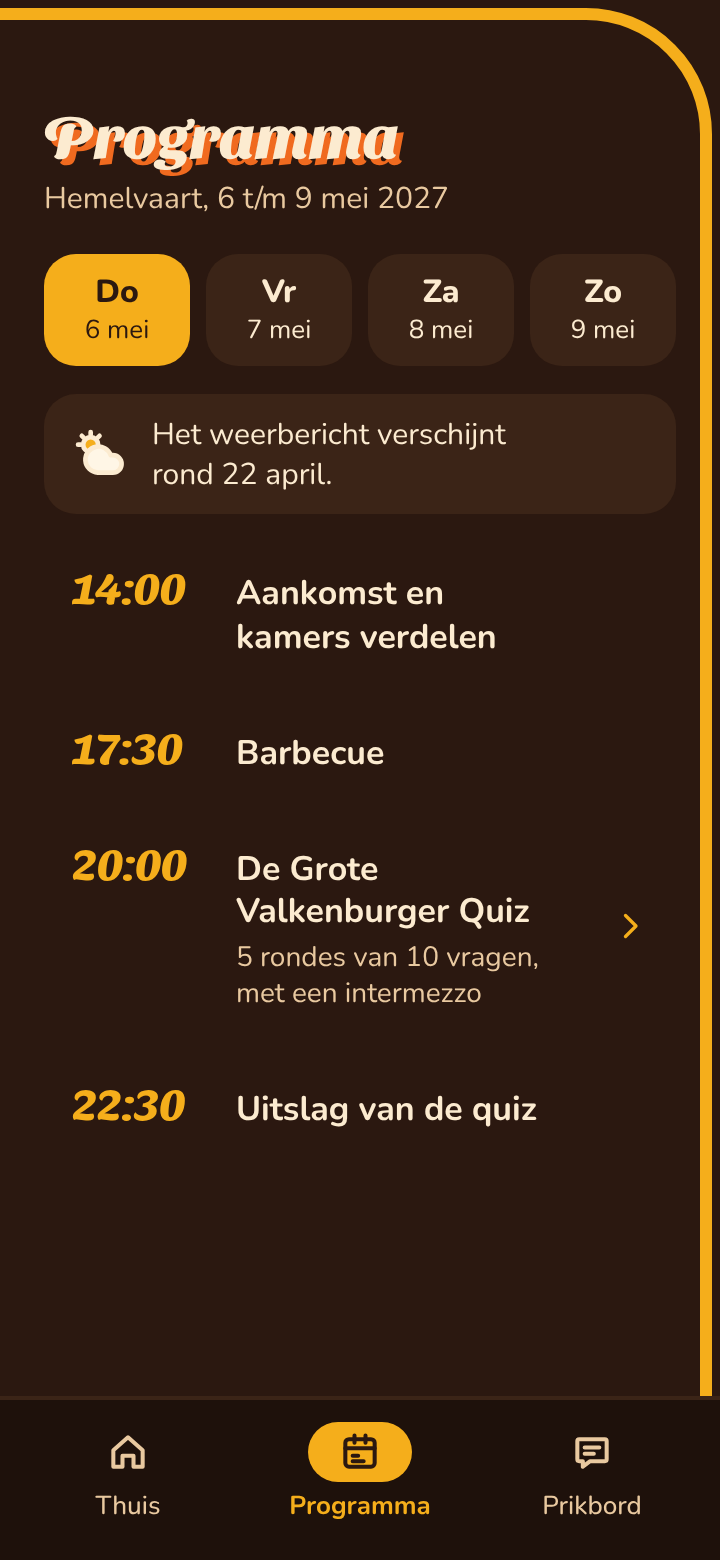 Programma
Hemelvaart, 6 t/m 9 mei 2027
Do
6 mei
Vr
7 mei
Za
8 mei
Zo
9 mei
Het weerbericht verschijnt
rond 22 april.
14:00
Aankomst en
kamers verdelen
17:30
Barbecue
20:00
De Grote
Valkenburger Quiz
5 rondes van 10 vragen,
met een intermezzo
22:30
Uitslag van de quiz
Thuis
Programma
Prikbord